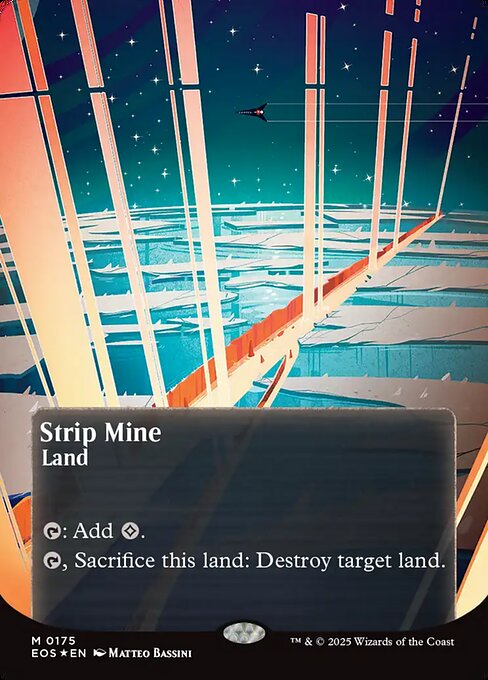 Strip Mine
Land
: Add .
, Sacrifice this land: Destroy target land.
M 0175
EOS★EN Matteo Bassini
™ & © 2025 Wizards of the Coast